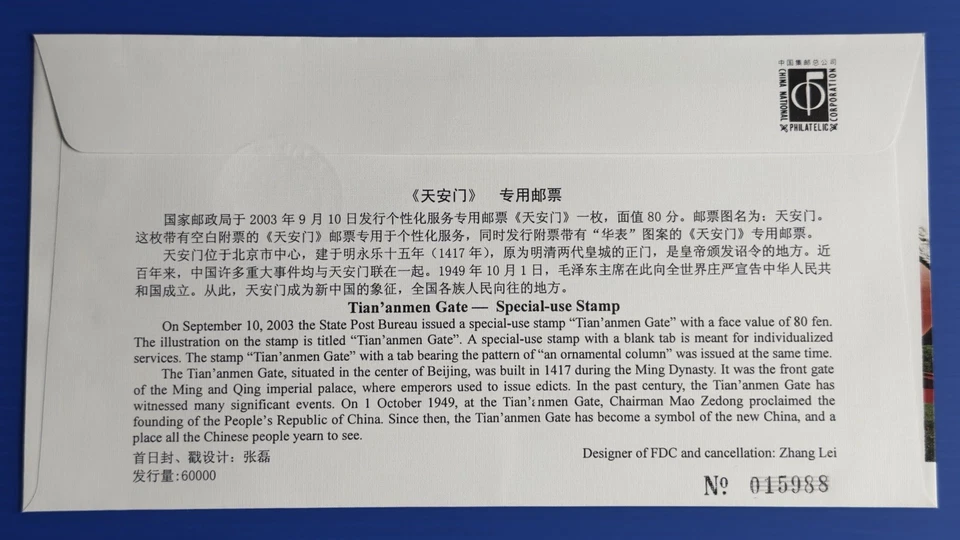 中国集邮总公司
CHINA NATIONAL
PHILATELIC
CORPORATION
《天安门》 专用邮票
国家邮政局于 2003 年 9 月 10 日发行个性化服务专用邮票《天安门》一枚，面值 80 分。邮票图名为：天安门。
这枚带有空白附票的《天安门》邮票专用于个性化服务，同时发行附票带有“华表”图案的《天安门》专用邮票。
天安门位于北京市中心，建于明永乐十五年（1417 年），原为明清两代皇城的正门，是皇帝颁发诏令的地方。近
百年来，中国许多重大事件均与天安门联在一起。1949 年 10 月 1 日，毛泽东主席在此向全世界庄严宣告中华人民共
和国成立。从此，天安门成为新中国的象征，全国各族人民向往的地方。
Tian’anmen Gate — Special-use Stamp
On September 10, 2003 the State Post Bureau issued a special-use stamp “Tian’anmen Gate” with a face value of 80 fen.
The illustration on the stamp is titled “Tian’anmen Gate”. A special-use stamp with a blank tab is meant for individualized
services. The stamp “Tian’anmen Gate” with a tab bearing the pattern of “an ornamental column” was issued at the same time.
The Tian’anmen Gate, situated in the center of Beijing, was built in 1417 during the Ming Dynasty. It was the front gate
of the Ming and Qing imperial palace, where emperors used to issue edicts. In the past century, the Tian’anmen Gate has
witnessed many significant events. On 1 October 1949, at the Tian’anmen Gate, Chairman Mao Zedong proclaimed the
founding of the People’s Republic of China. Since then, the Tian’anmen Gate has become a symbol of the new China, and a
place all the Chinese people yearn to see.
首日封、戳设计：张磊
Designer of FDC and cancellation: Zhang Lei
发行量:60000
№ 015988